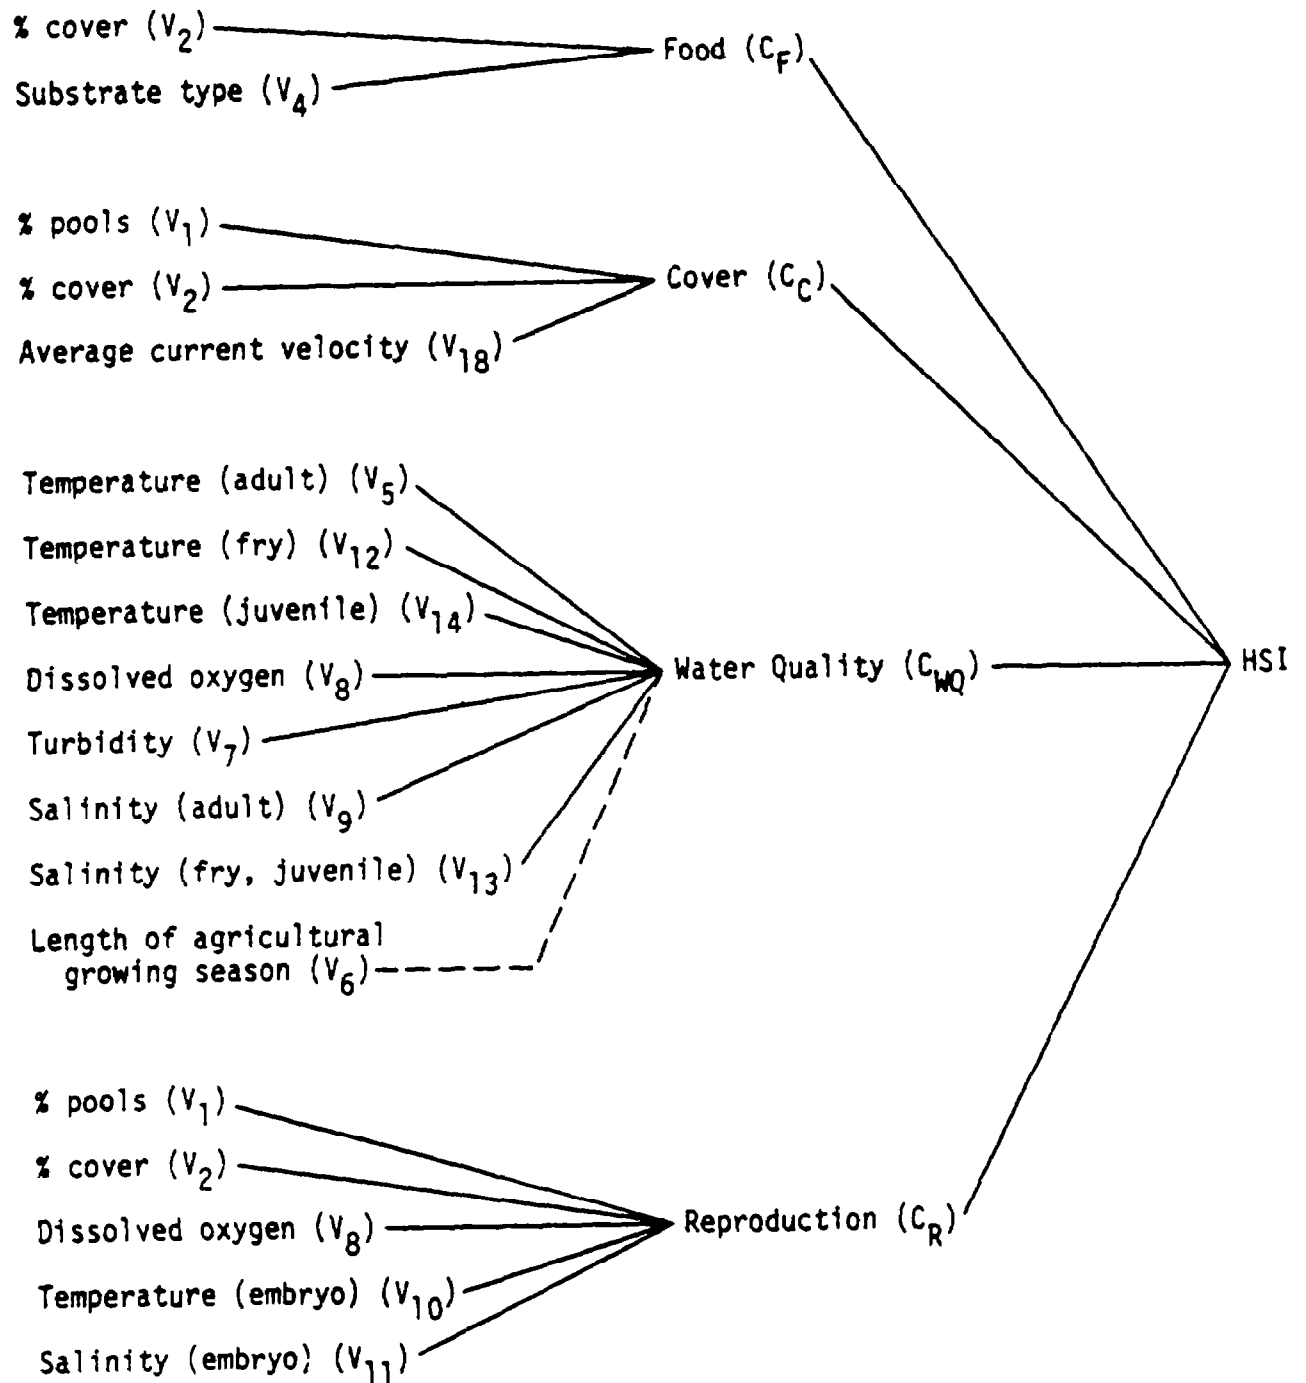 % cover (V2)
Food (CF)
Substrate type (V4)
% pools (V1)
% cover (V2)
Cover (CC)
Average current velocity (V18)
Temperature (adult) (V5)
Temperature (fry) (V12)
Temperature (juvenile) (V14)
Dissolved oxygen (V8)
Water Quality (CWQ)
HSI
Turbidity (V7)
Salinity (adult) (V9)
Salinity (fry, juvenile) (V13)
Length of agricultural
growing season (V6)
% pools (V1)
% cover (V2)
Dissolved oxygen (V8)
Reproduction (CR)
Temperature (embryo) (V10)
Salinity (embryo) (V11)